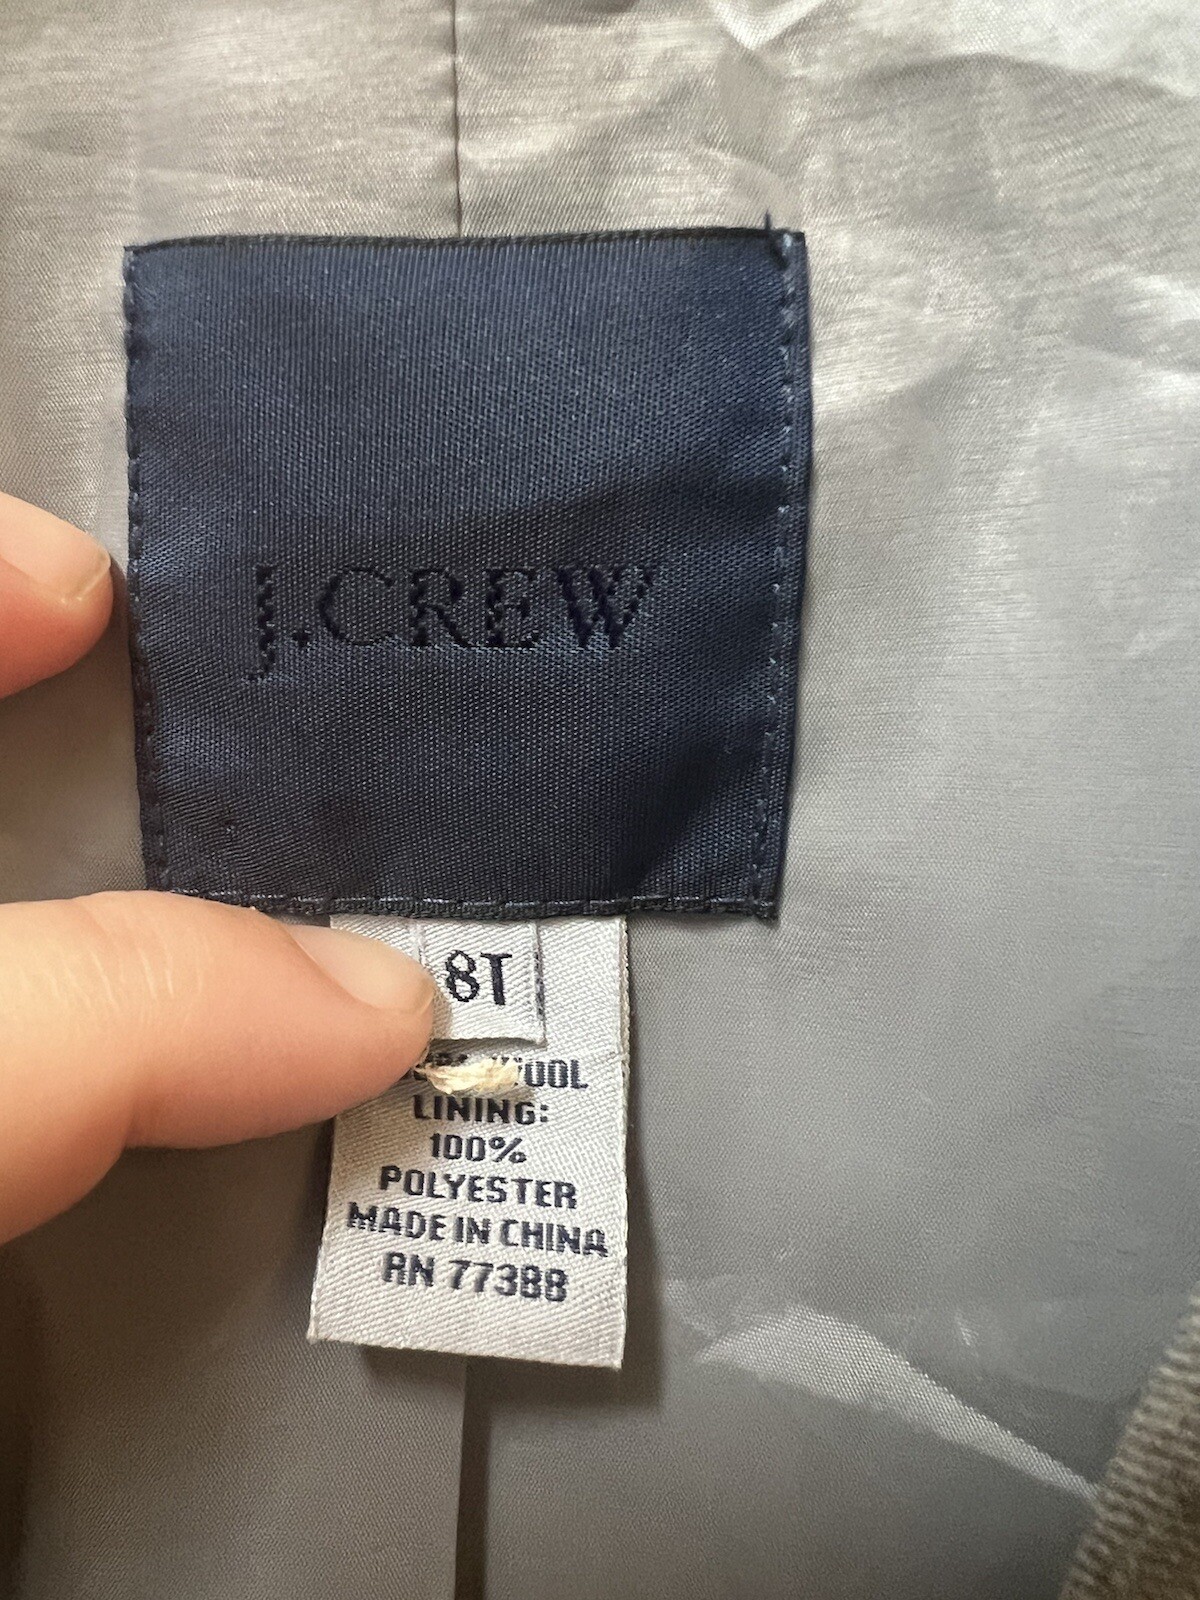 J.CREW
8T
WOOL
LINING:
100%
POLYESTER
MADE IN CHINA
RN 77388